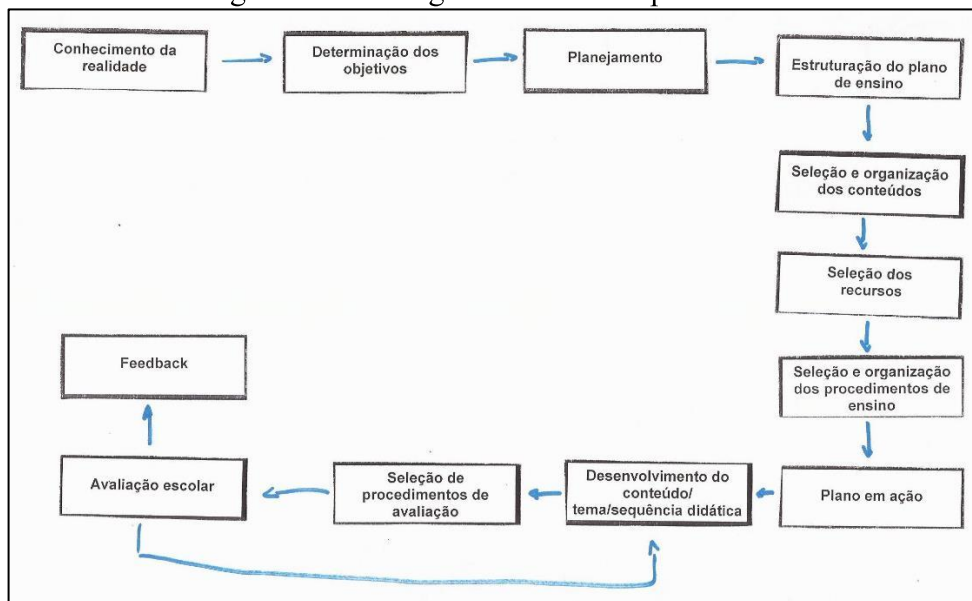 Conhecimento da
realidade
Determinação dos
objetivos
Planejamento
Estruturação do plano
de ensino
Seleção e organização
dos conteúdos
Seleção dos
recursos
Seleção e organização
dos procedimentos de
ensino
Plano em ação
Desenvolvimento do
conteúdo/
tema/sequência didática
Seleção de
procedimentos de
avaliação
Avaliação escolar
Feedback